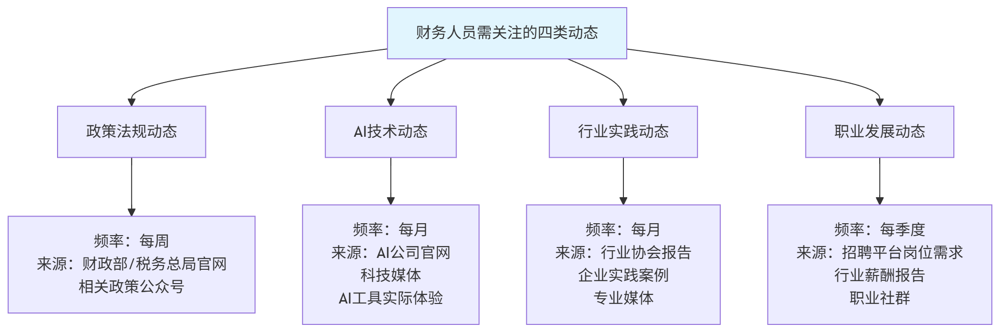 财务人员需关注的四类动态
政策法规动态
AI技术动态
行业实践动态
职业发展动态
频率：每周
来源：财政部/税务总局官网
相关政策公众号
频率：每月
来源：AI公司官网
科技媒体
AI工具实际体验
频率：每月
来源：行业协会报告
企业实践案例
专业媒体
频率：每季度
来源：招聘平台岗位需求
行业薪酬报告
职业社群